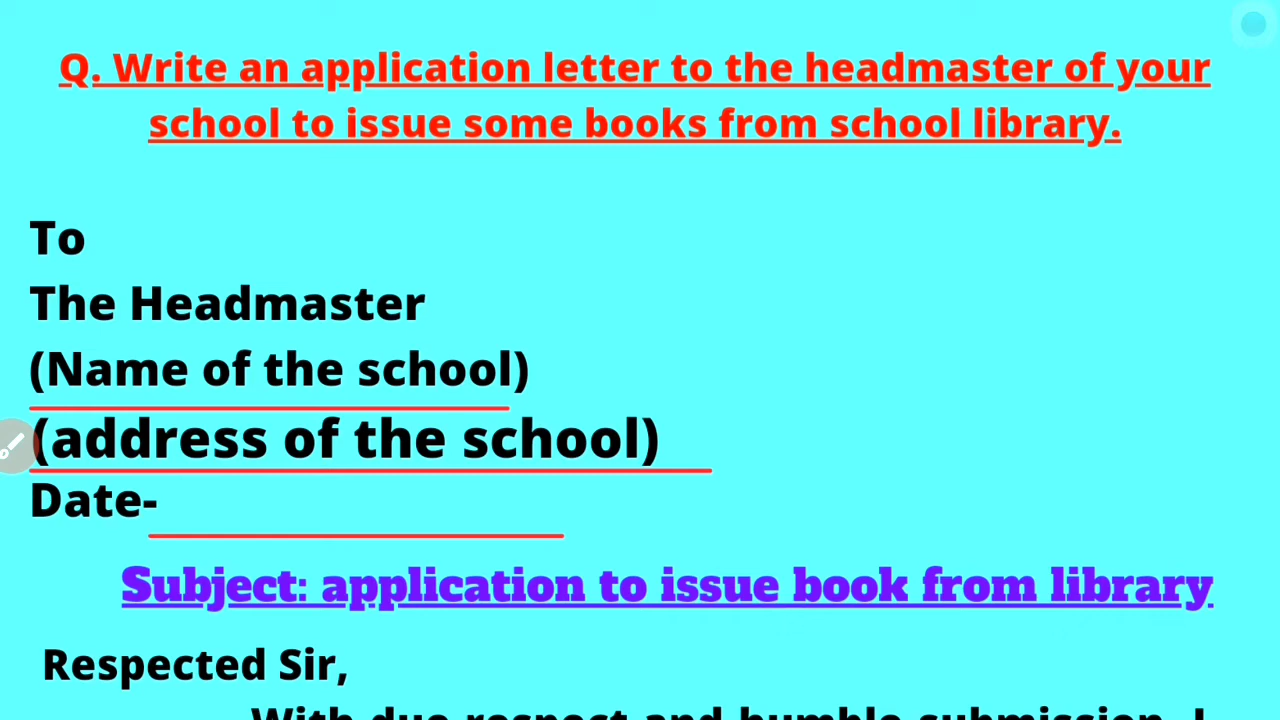 Q. Write an application letter to the headmaster of your
school to issue some books from school library.
To
The Headmaster
(Name of the school)
(address of the school)
Date-
Subject: application to issue book from library
Respected Sir,
With due respect and humble submission, I